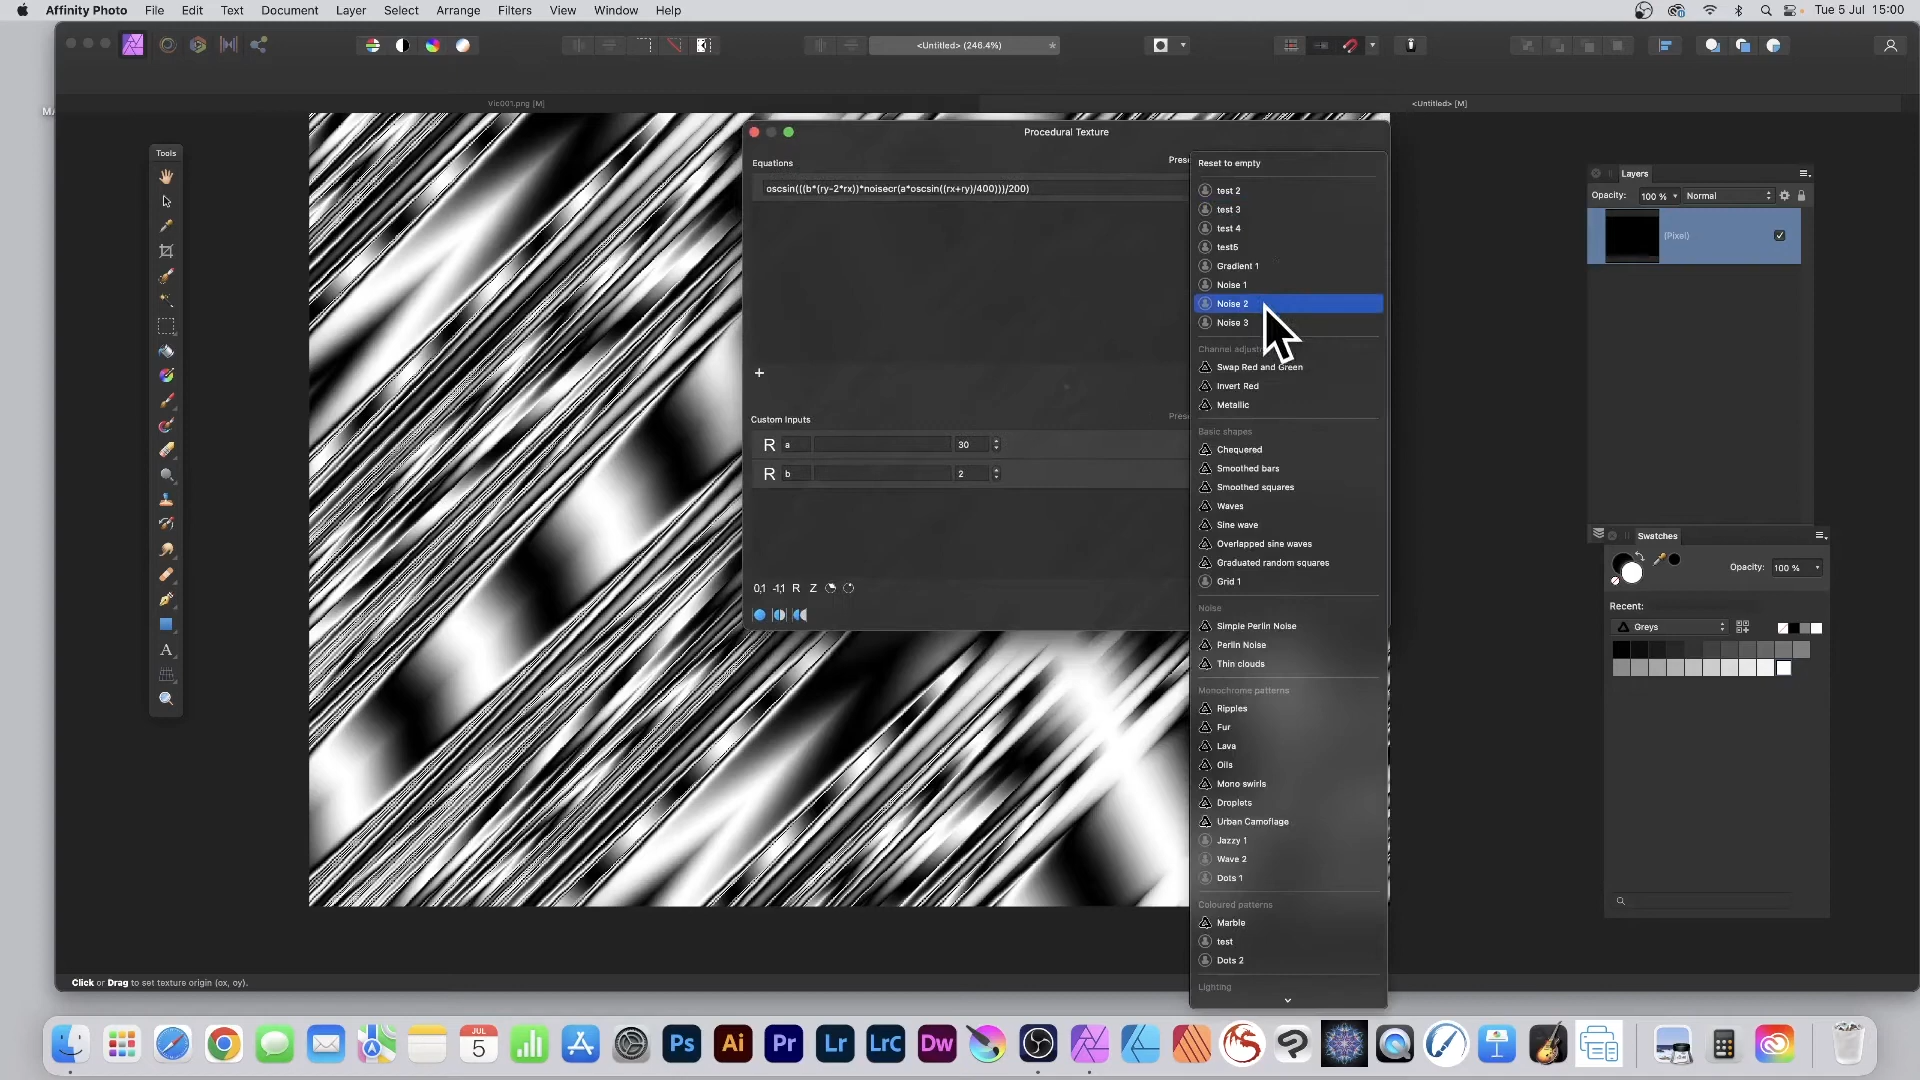 Affinity Photo File Edit Text Document Layer Select Arrange Filters View Window Help Tue 5 Jul 15:00
<Untitled> (246.4%) *
Vic001.png [M] <Untitled> [M]
Procedural Texture
Tools
Equations
oscsin(((b*(ry-2*rx))*noisecr(a*oscsin((rx+ry)/400)))/200)
Custom Inputs
R a 30
R b 2
0,1 -1,1 R Z
Reset to empty
test 2
test 3
test 4
test5
Gradient 1
Noise 1
Noise 2
Noise 3
Swap Red and Green
Invert Red
Metallic
Basic shapes
Chequered
Smoothed bars
Smoothed squares
Waves
Sine wave
Overlapped sine waves
Graduated random squares
Grid 1
Noise
Simple Perlin Noise
Perlin Noise
Thin clouds
Monochrome patterns
Ripples
Fur
Lava
Oils
Mono swirls
Droplets
Urban Camoflage
Jazzy 1
Wave 2
Dots 1
Coloured patterns
Marble
test
Dots 2
Lighting
Layers
Opacity: 100 % Normal
(Pixel)
Swatches
Opacity: 100 %
Recent:
Greys
Click or Drag to set texture origin (ox, oy).
JUL
5
Ps Ai Pr Lr LrC Dw